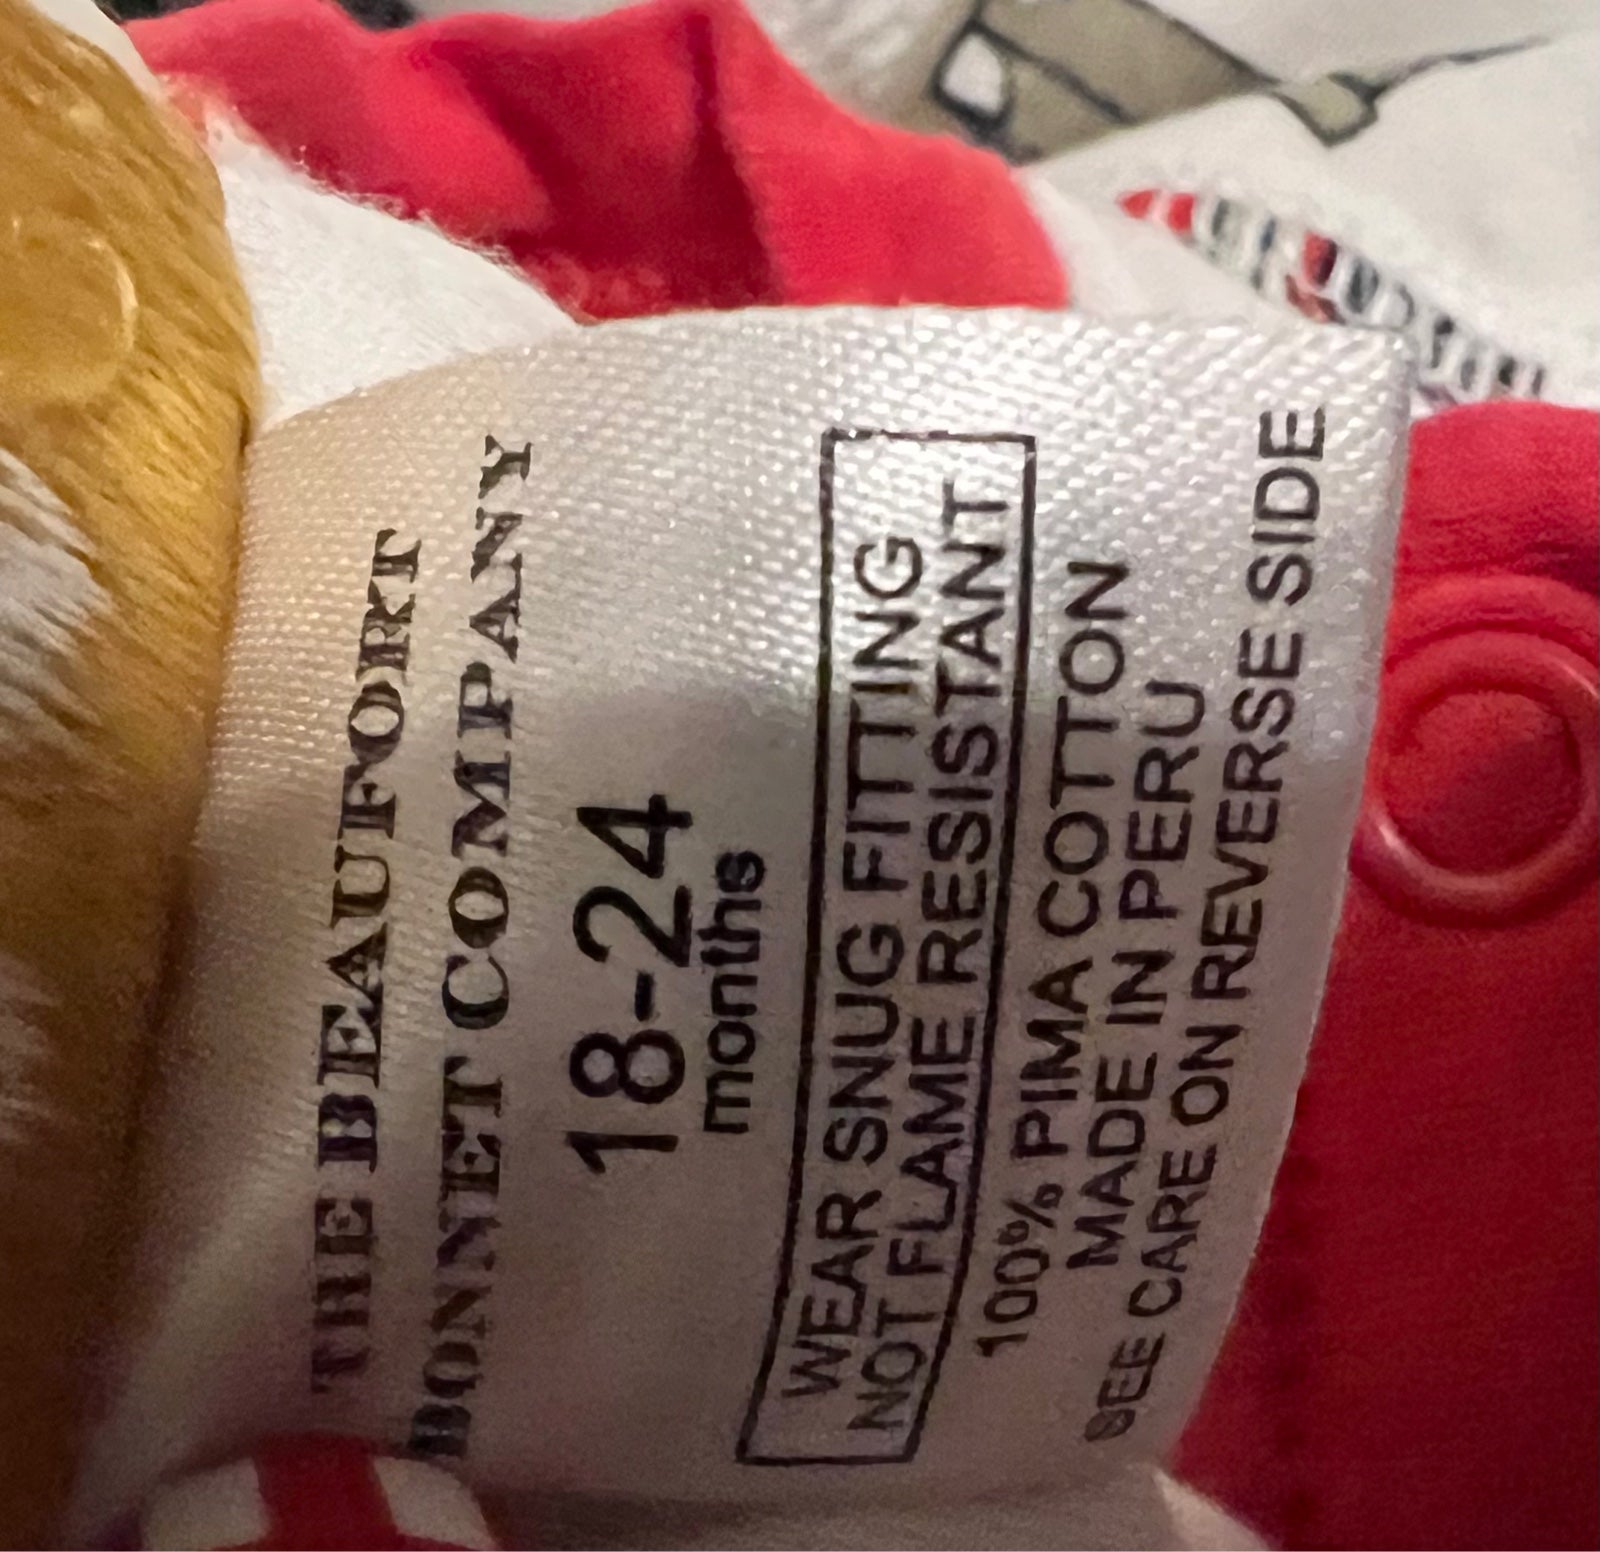 THE BEAUFORT
BONNET COMPANY
18-24
months
WEAR SNUG FITTING
NOT FLAME RESISTANT
100% PIMA COTTON
MADE IN PERU
SEE CARE ON REVERSE SIDE